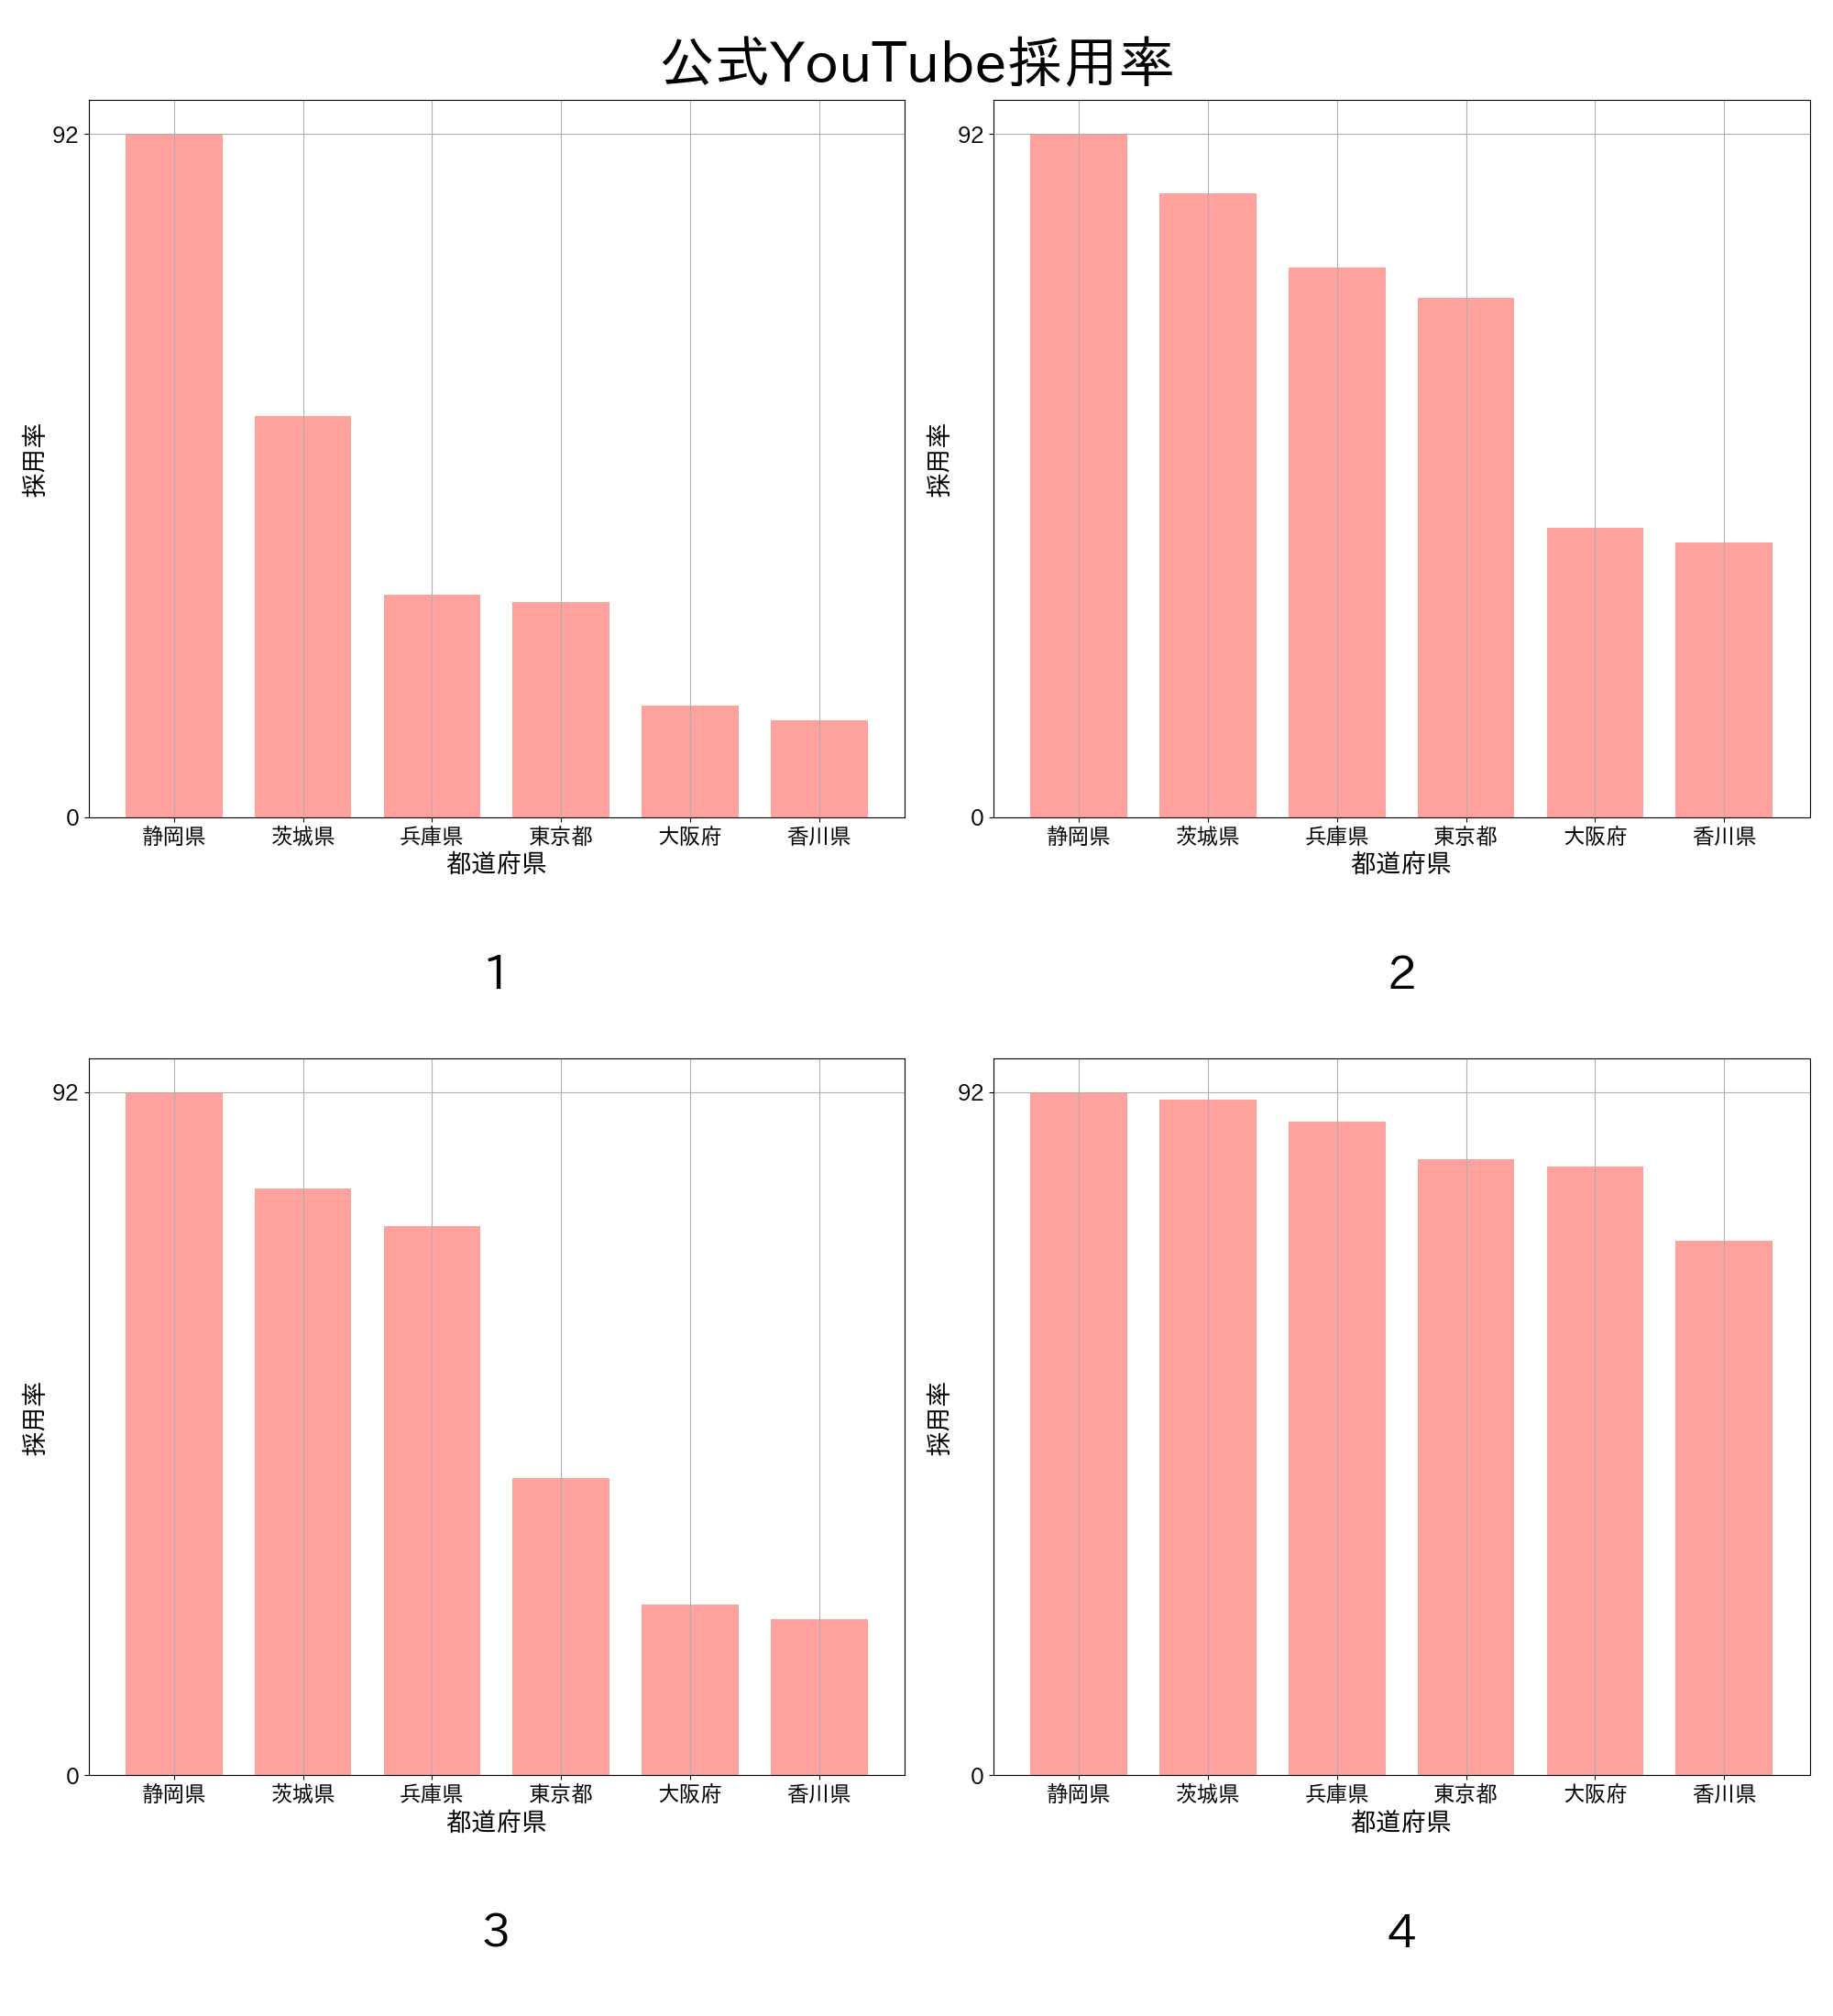 公式YouTube採用率
92
採用率
0
静岡県 茨城県 兵庫県 東京都 大阪府 香川県
都道府県
1
92
採用率
0
静岡県 茨城県 兵庫県 東京都 大阪府 香川県
都道府県
2
92
採用率
0
静岡県 茨城県 兵庫県 東京都 大阪府 香川県
都道府県
3
92
採用率
0
静岡県 茨城県 兵庫県 東京都 大阪府 香川県
都道府県
4